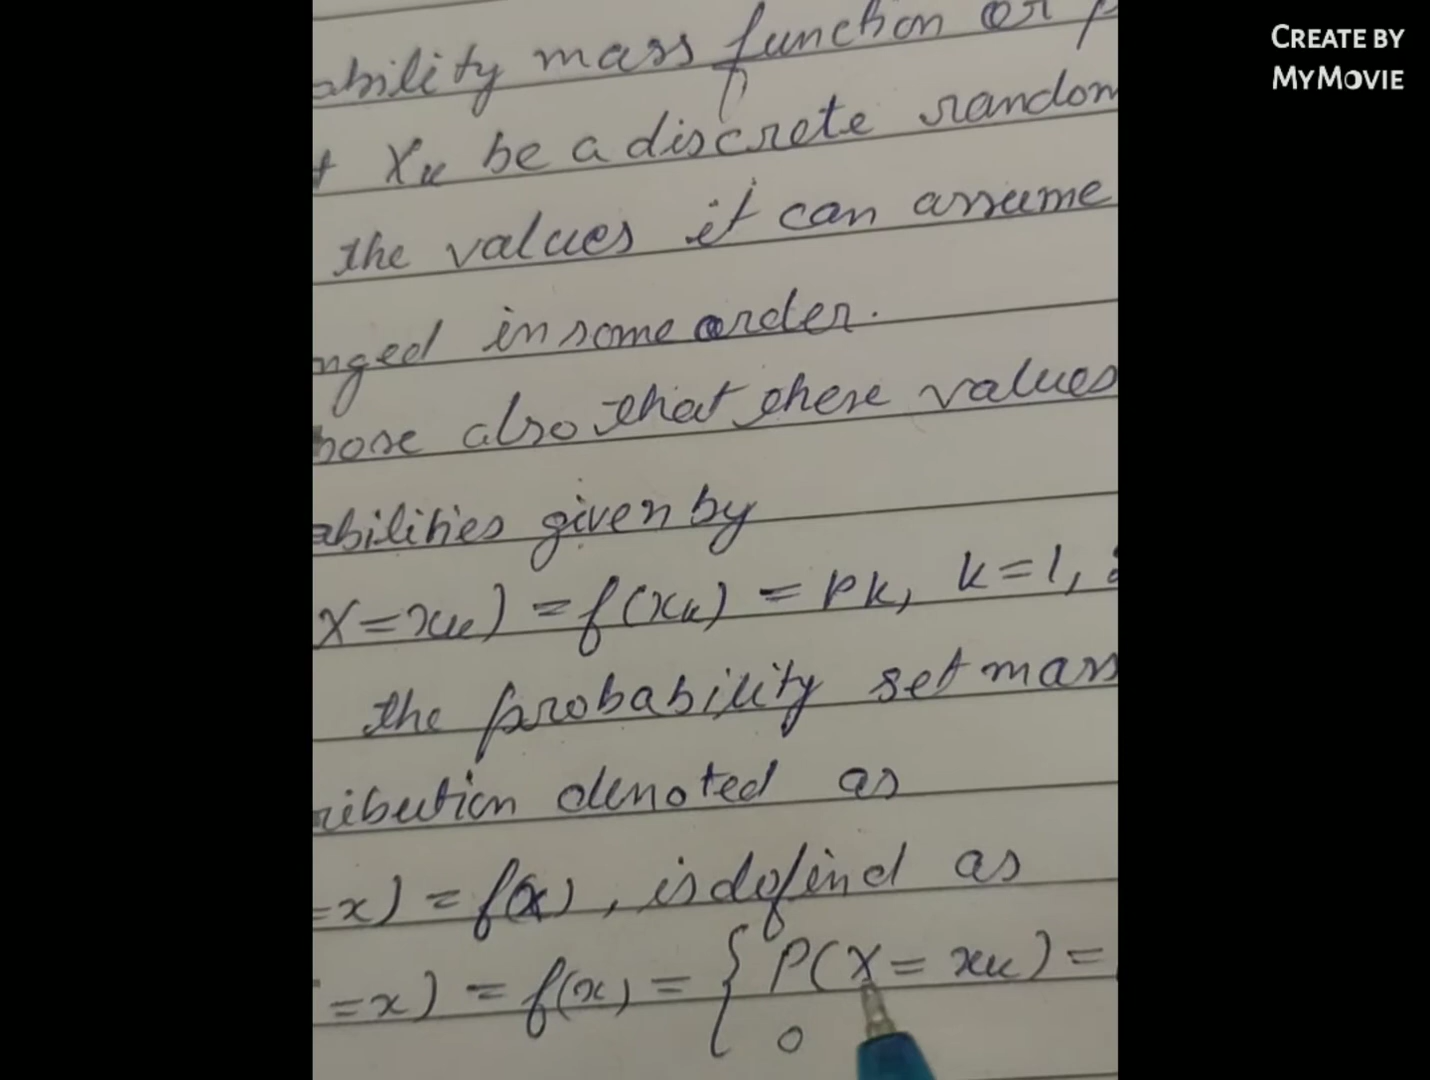 ability mass function or p
t Xk be a discrete random
the values it can assume
nged in some order.
pose also that these values
abilities given by
X=xk) = f(xk) = pk, k=1,
the probability set mass
ribution denoted as
=x) = f(x), is defind as
=x) = f(x) = { P(X= xk) =
0
CREATE BY
MYMOVIE